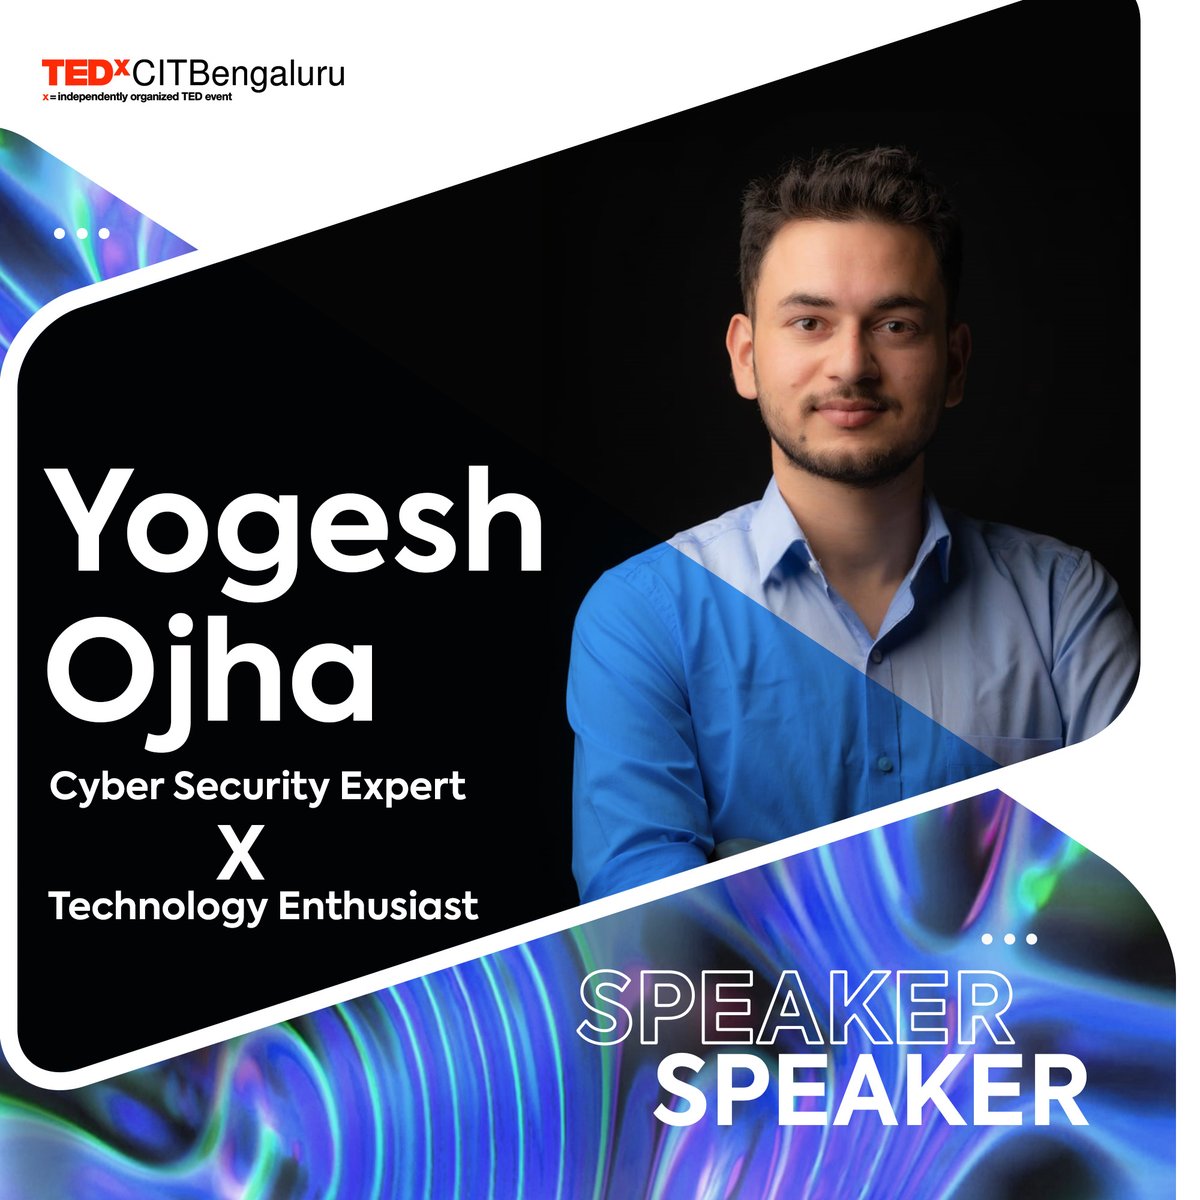 TEDxCITBengaluru
x = independently organized TED event
Yogesh
Ojha
Cyber Security Expert
X
Technology Enthusiast
SPEAKER
SPEAKER